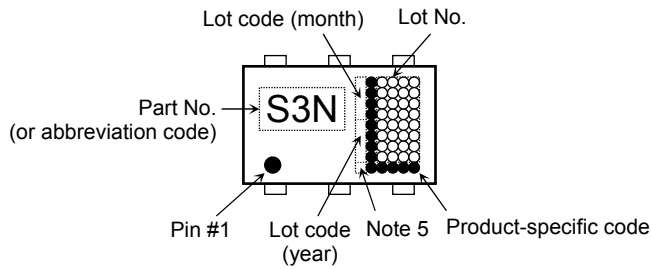 Lot code (month)
Lot No.
Part No.
(or abbreviation code)
S3N
Pin #1
Lot code
(year)
Note 5
Product-specific code